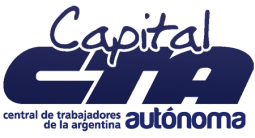 Capital
CTA
central de trabajadores
de la argentina autónoma